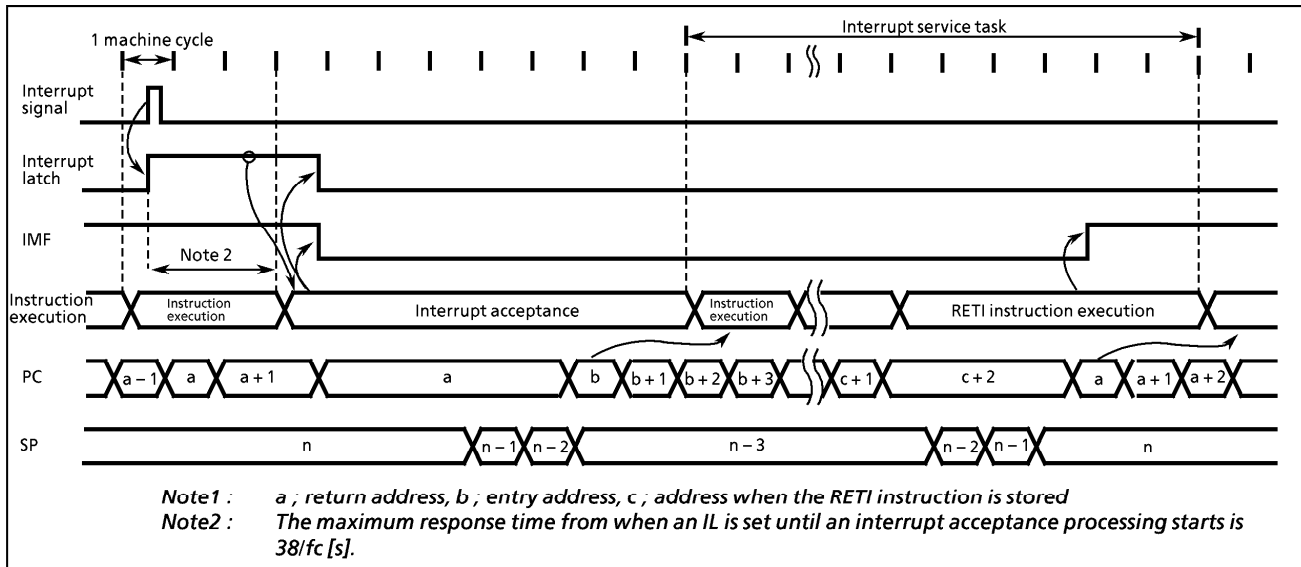 Interrupt service task
1 machine cycle
Interrupt
signal
Interrupt
latch
IMF
Note 2
Instruction
execution
Instruction
execution
Interrupt acceptance
Instruction
execution
RETI instruction execution
PC
a – 1
a
a + 1
a
b
b + 1
b + 2
b + 3
c + 1
c + 2
a
a + 1
a + 2
SP
n
n – 1
n – 2
n – 3
n – 2
n – 1
n
Note1 : a ; return address, b ; entry address, c ; address when the RETI instruction is stored
Note2 : The maximum response time from when an IL is set until an interrupt acceptance processing starts is
38/fc [s].